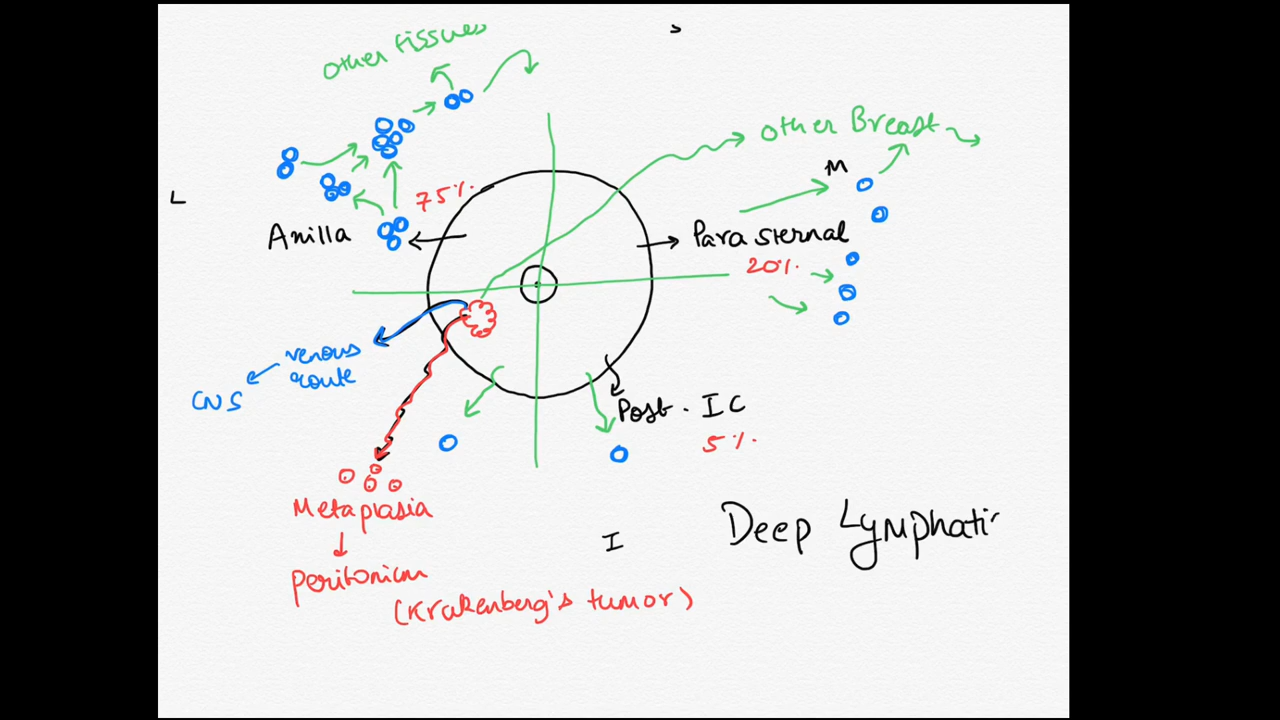 S
Other tissues
Other Breast
M
L
75%.
Axilla
Para sternal
20%.
venous
route
CNS
Post. IC
5%.
Metaplasia
Peritonium
(Krakenberg's tumor)
I
Deep Lymphati